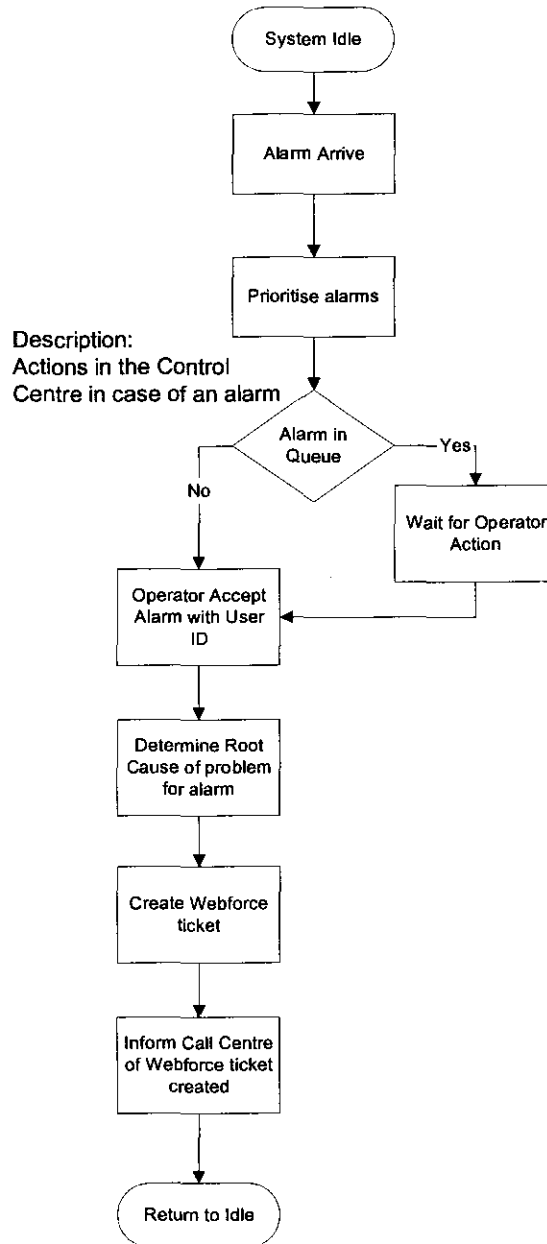 System Idle
Alarm Arrive
Prioritise alarms
Description:
Actions in the Control
Centre in case of an alarm
Alarm in
Queue
Yes
No
Wait for Operator
Action
Operator Accept
Alarm with User
ID
Determine Root
Cause of problem
for alarm
Create Webforce
ticket
Inform Call Centre
of Webforce ticket
created
Return to Idle